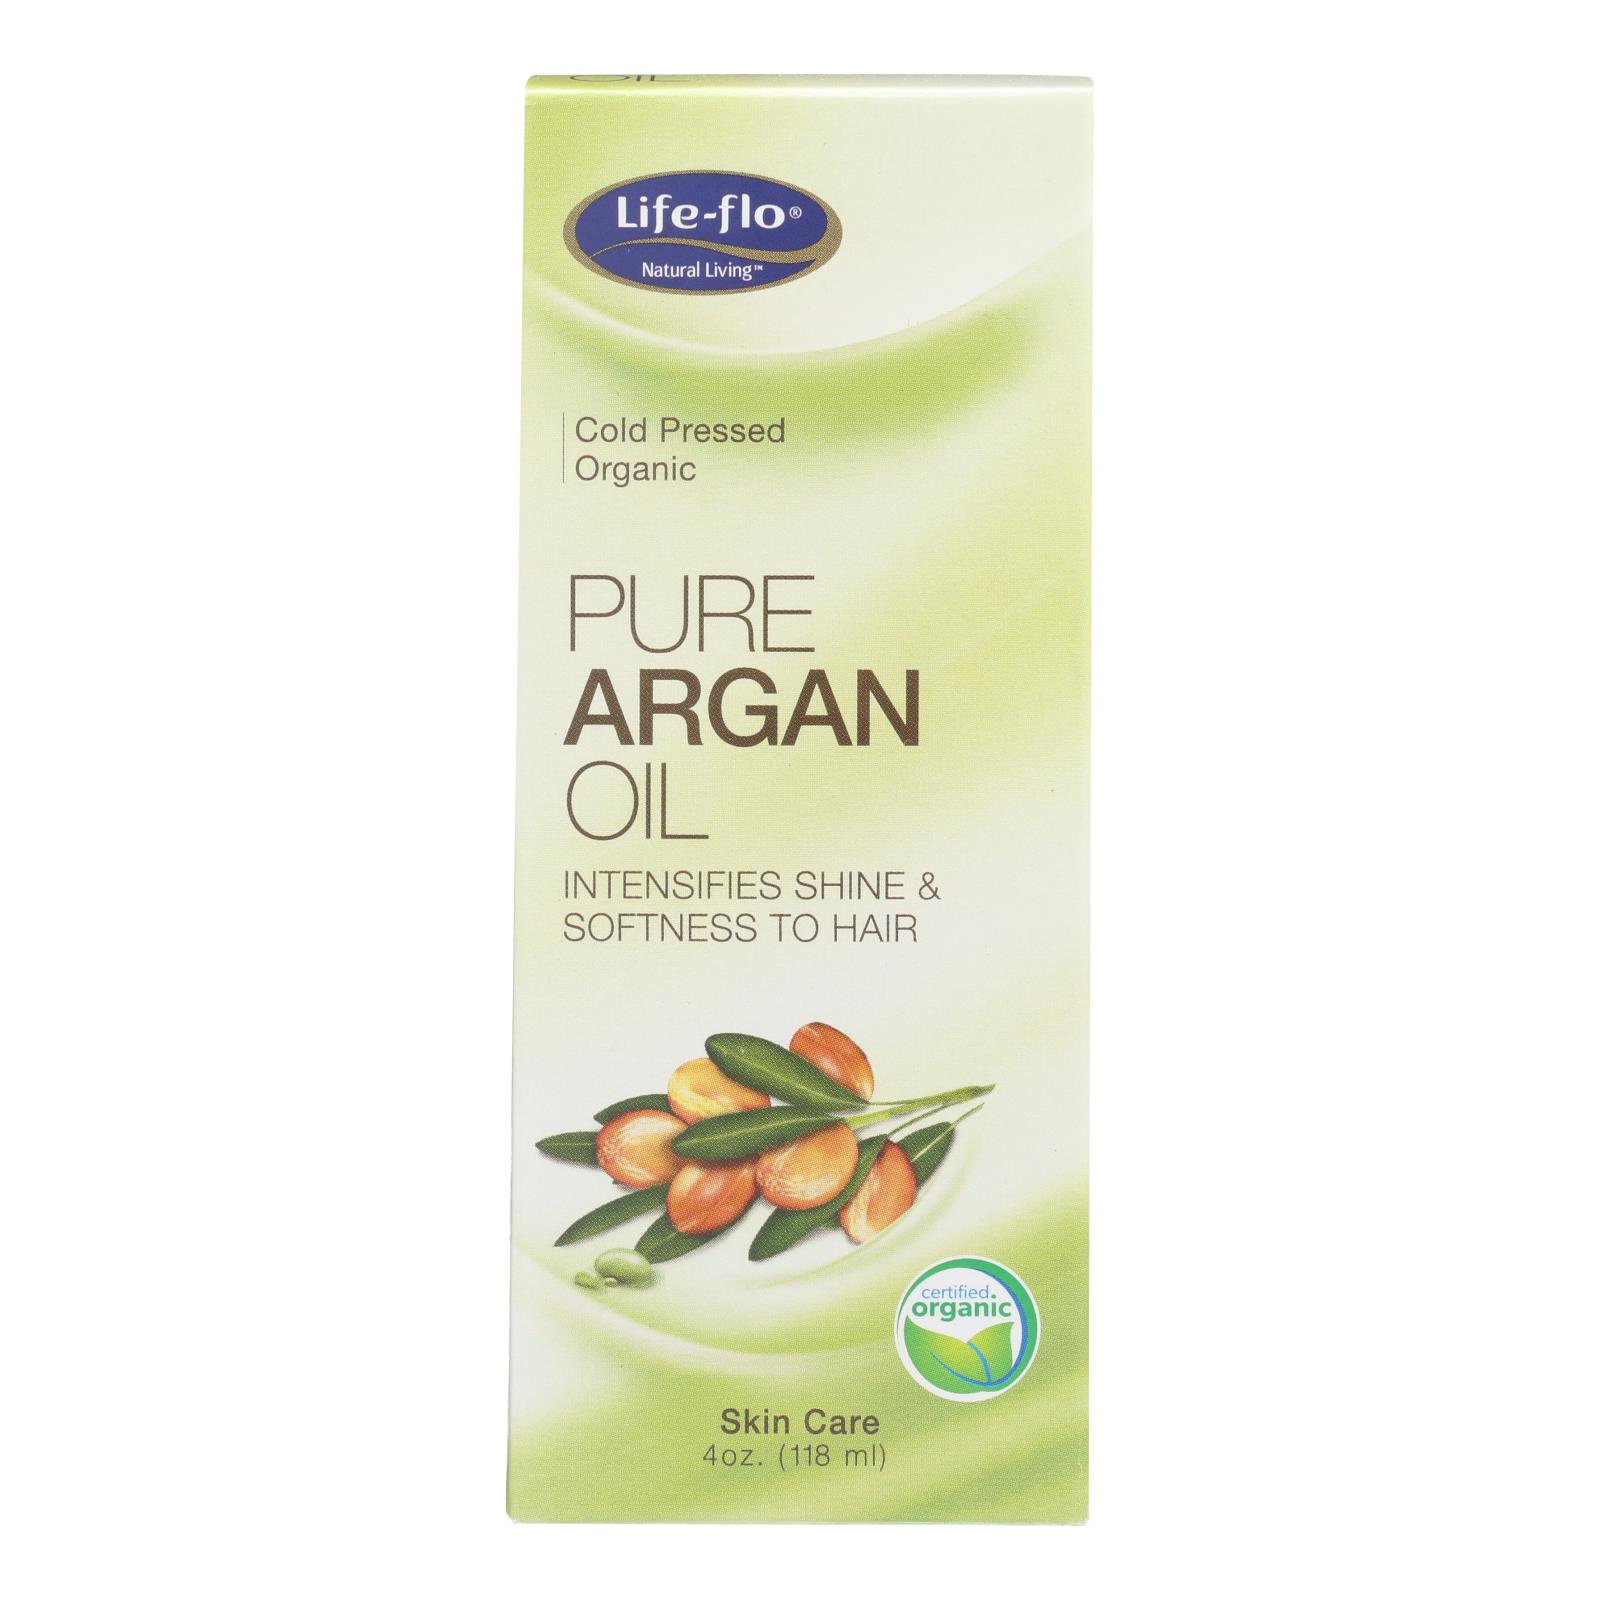 OIL
Life-flo®
Natural Living™
Cold Pressed
Organic
PURE
ARGAN
OIL
INTENSIFIES SHINE &
SOFTNESS TO HAIR
certified
organic
Skin Care
4oz. (118 ml)